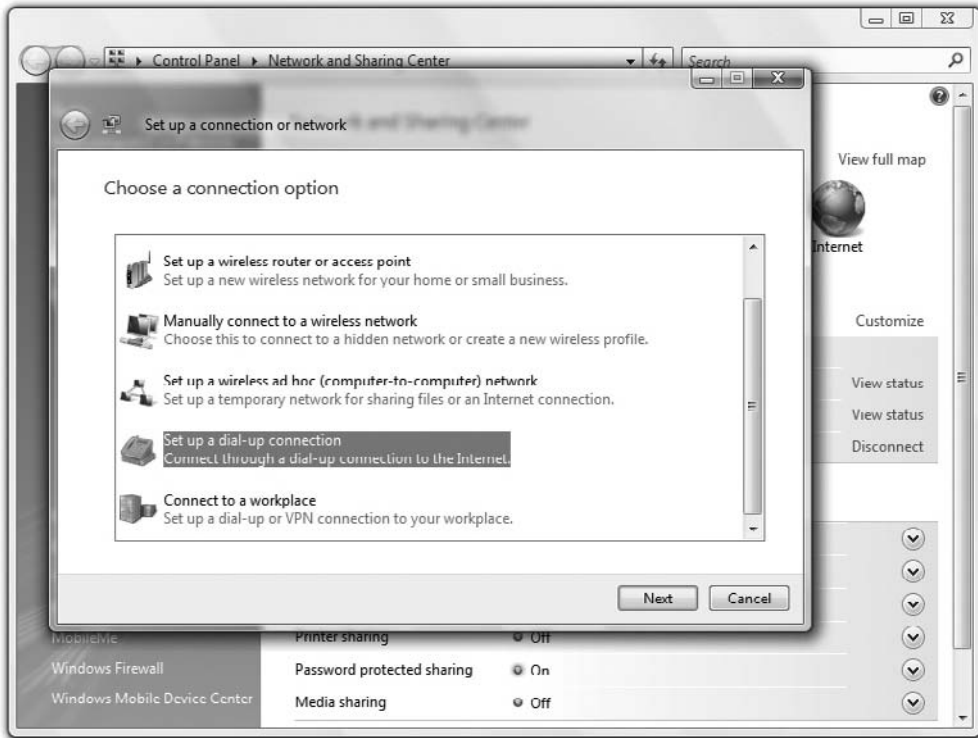 Control Panel Network and Sharing Center Search
Set up a connection or network
View full map
Choose a connection option
Internet
Set up a wireless router or access point
Set up a new wireless network for your home or small business.
Manually connect to a wireless network
Choose this to connect to a hidden network or create a new wireless profile.
Customize
Set up a wireless ad hoc (computer-to-computer) network
Set up a temporary network for sharing files or an Internet connection.
View status
View status
Set up a dial-up connection
Connect through a dial-up connection to the Internet.
Disconnect
Connect to a workplace
Set up a dial-up or VPN connection to your workplace.
Next Cancel
MobileMe
Printer sharing Off
Windows Firewall
Password protected sharing On
Windows Mobile Device Center
Media sharing Off